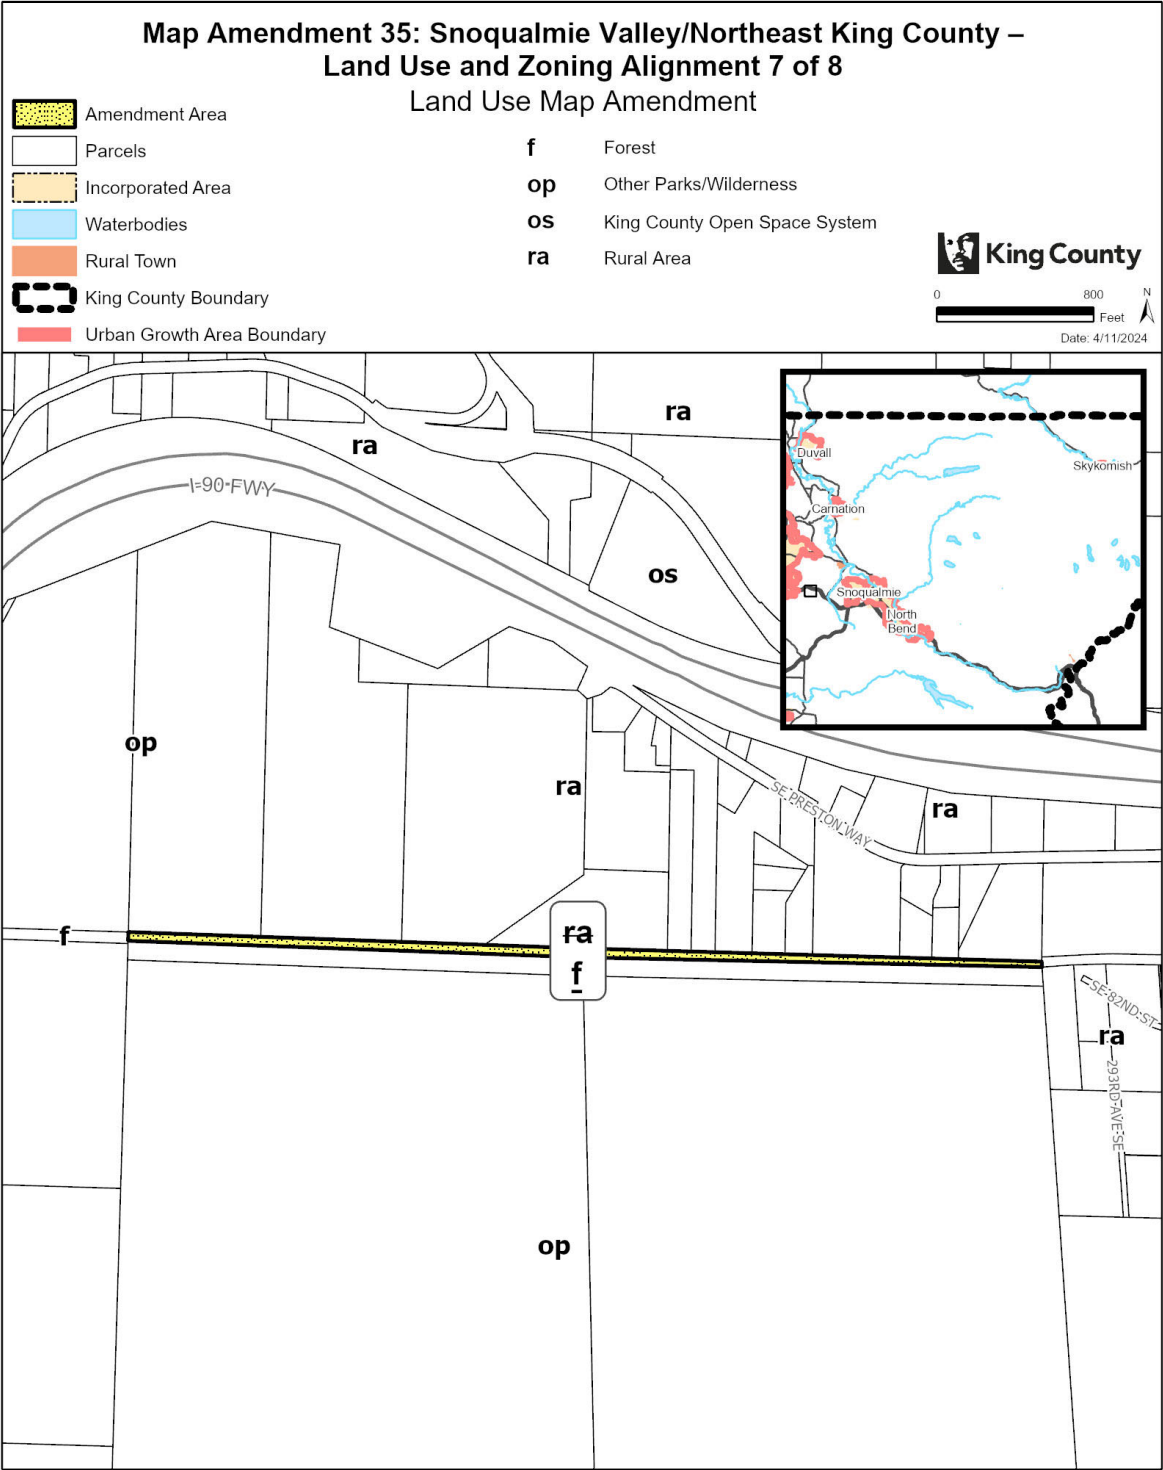 Map Amendment 35: Snoqualmie Valley/Northeast King County –
Land Use and Zoning Alignment 7 of 8
Land Use Map Amendment
Amendment Area
Parcels
Incorporated Area
Waterbodies
Rural Town
King County Boundary
Urban Growth Area Boundary
f Forest
op Other Parks/Wilderness
os King County Open Space System
ra Rural Area
King County
0 800
Feet
N
Date: 4/11/2024
ra
ra
I-90 FWY
os
Duvall
Skykomish
Carnation
Snoqualmie
North
Bend
op
ra
SE PRESTON WAY
ra
f
ra
f
SE 82ND ST
ra
293RD AVE SE
op